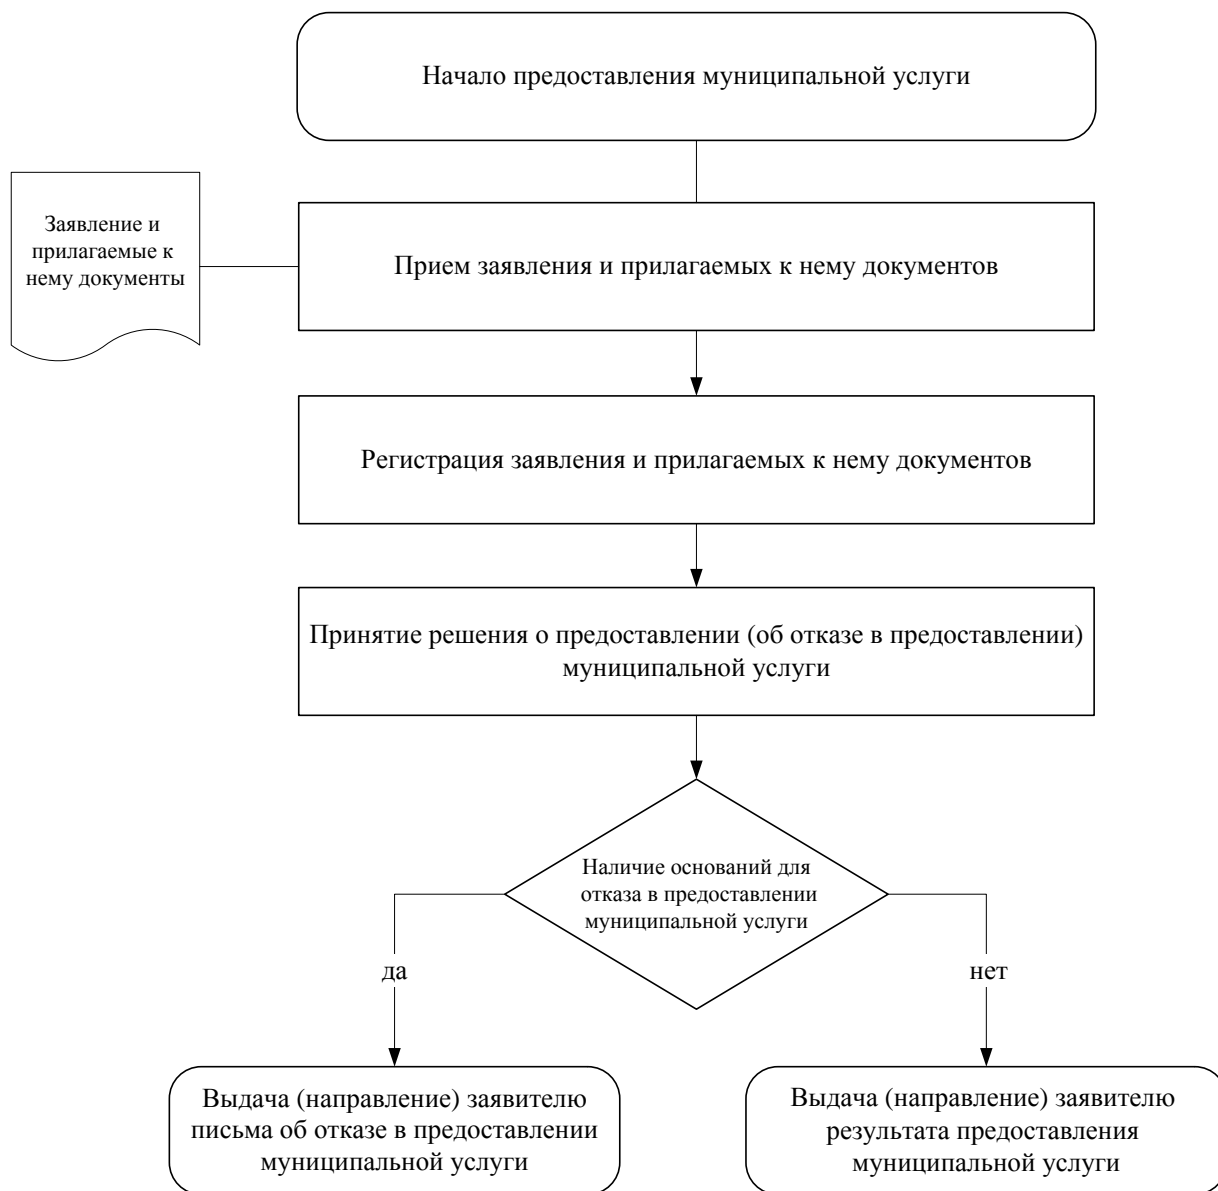 Начало предоставления муниципальной услуги
Заявление и
прилагаемые к
нему документы
Прием заявления и прилагаемых к нему документов
Регистрация заявления и прилагаемых к нему документов
Принятие решения о предоставлении (об отказе в предоставлении)
муниципальной услуги
Наличие оснований для
отказа в предоставлении
муниципальной услуги
да
нет
Выдача (направление) заявителю
письма об отказе в предоставлении
муниципальной услуги
Выдача (направление) заявителю
результата предоставления
муниципальной услуги